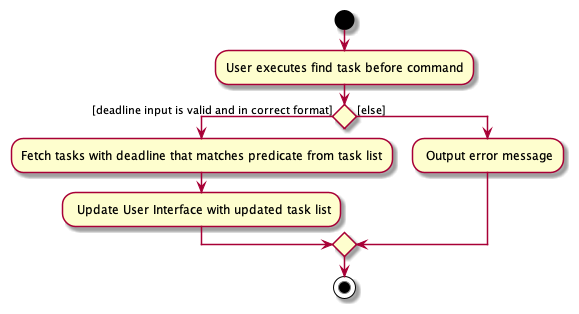 User executes find task before command
[deadline input is valid and in correct format]
[else]
Fetch tasks with deadline that matches predicate from task list
Output error message
Update User Interface with updated task list